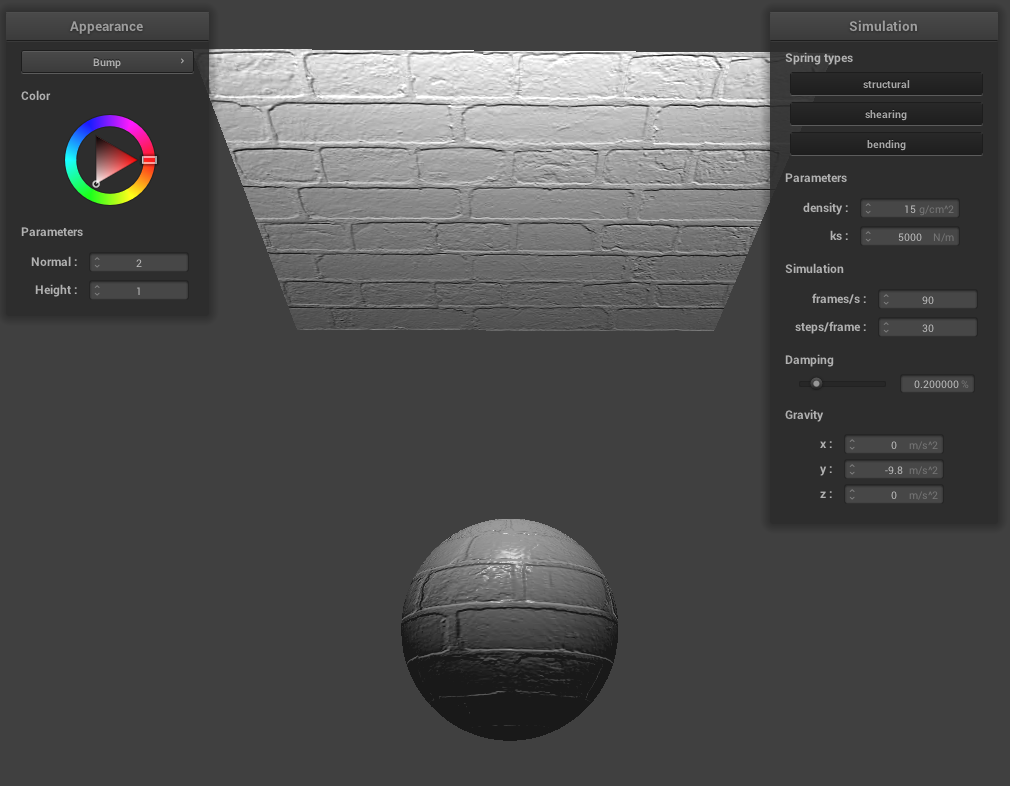 Appearance
Bump
Color
Parameters
Normal : 2
Height : 1
Simulation
Spring types
structural
shearing
bending
Parameters
density : 15 g/cm^2
ks : 5000 N/m
Simulation
frames/s : 90
steps/frame : 30
Damping
0.200000 %
Gravity
x : 0 m/s^2
y : -9.8 m/s^2
z : 0 m/s^2